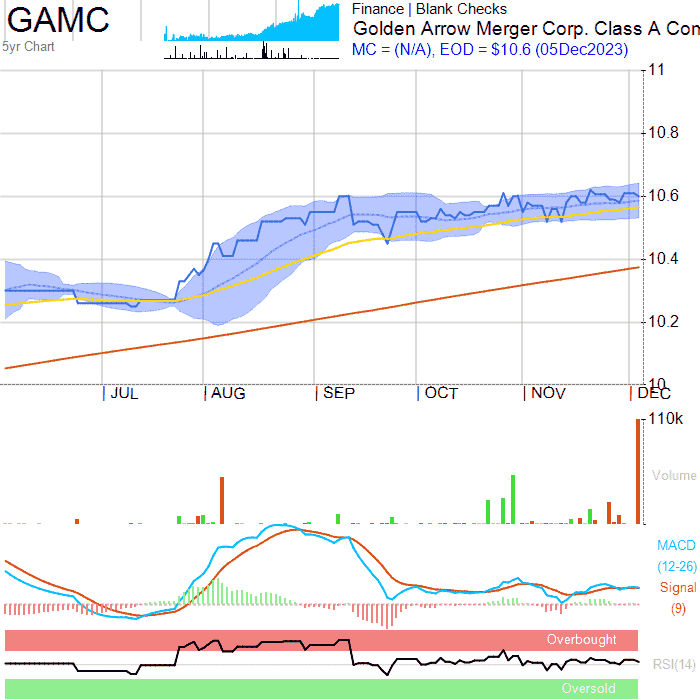 GAMC
5yr Chart
Finance | Blank Checks
Golden Arrow Merger Corp. Class A Con
MC = (N/A), EOD = $10.6 (05Dec2023)
11
10.8
10.6
10.4
10.2
10
JUL AUG SEP OCT NOV DEC
110k
Volume
MACD
(12-26)
Signal
(9)
Overbought
RSI(14)
Oversold